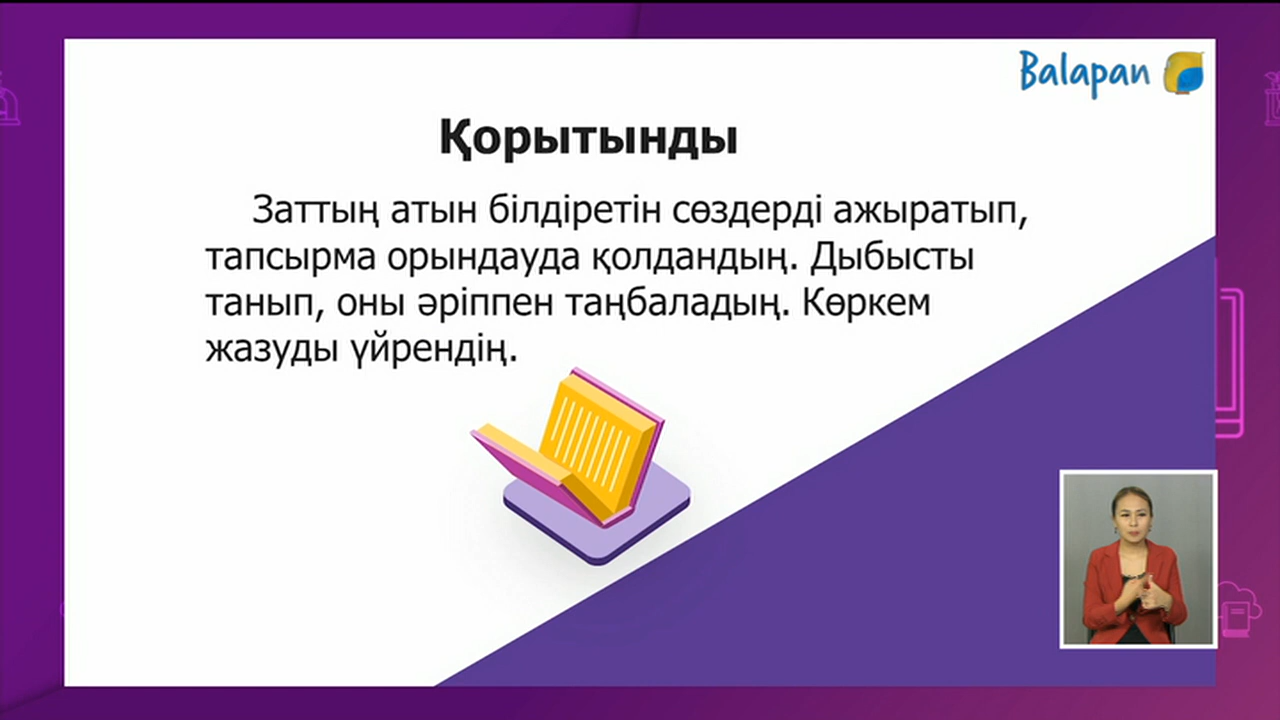 Balapan
Қорытынды
Заттың атын білдіретін сөздерді ажыратып,
тапсырма орындауда қолдандың. Дыбысты
танып, оны әріппен таңбаладың. Көркем
жазуды үйрендің.